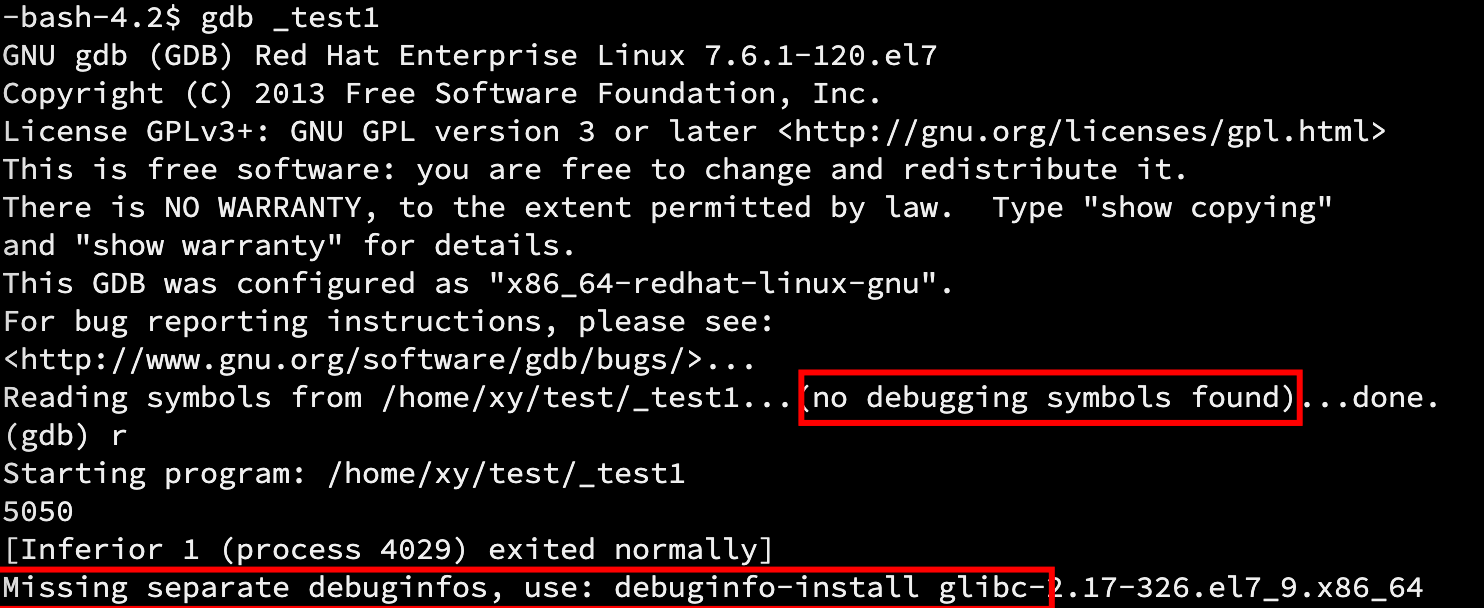 -bash-4.2$ gdb _test1
GNU gdb (GDB) Red Hat Enterprise Linux 7.6.1-120.el7
Copyright (C) 2013 Free Software Foundation, Inc.
License GPLv3+: GNU GPL version 3 or later <http://gnu.org/licenses/gpl.html>
This is free software: you are free to change and redistribute it.
There is NO WARRANTY, to the extent permitted by law.  Type "show copying"
and "show warranty" for details.
This GDB was configured as "x86_64-redhat-linux-gnu".
For bug reporting instructions, please see:
<http://www.gnu.org/software/gdb/bugs/>...
Reading symbols from /home/xy/test/_test1...(no debugging symbols found)...done.
(gdb) r
Starting program: /home/xy/test/_test1
5050
[Inferior 1 (process 4029) exited normally]
Missing separate debuginfos, use: debuginfo-install glibc-2.17-326.el7_9.x86_64